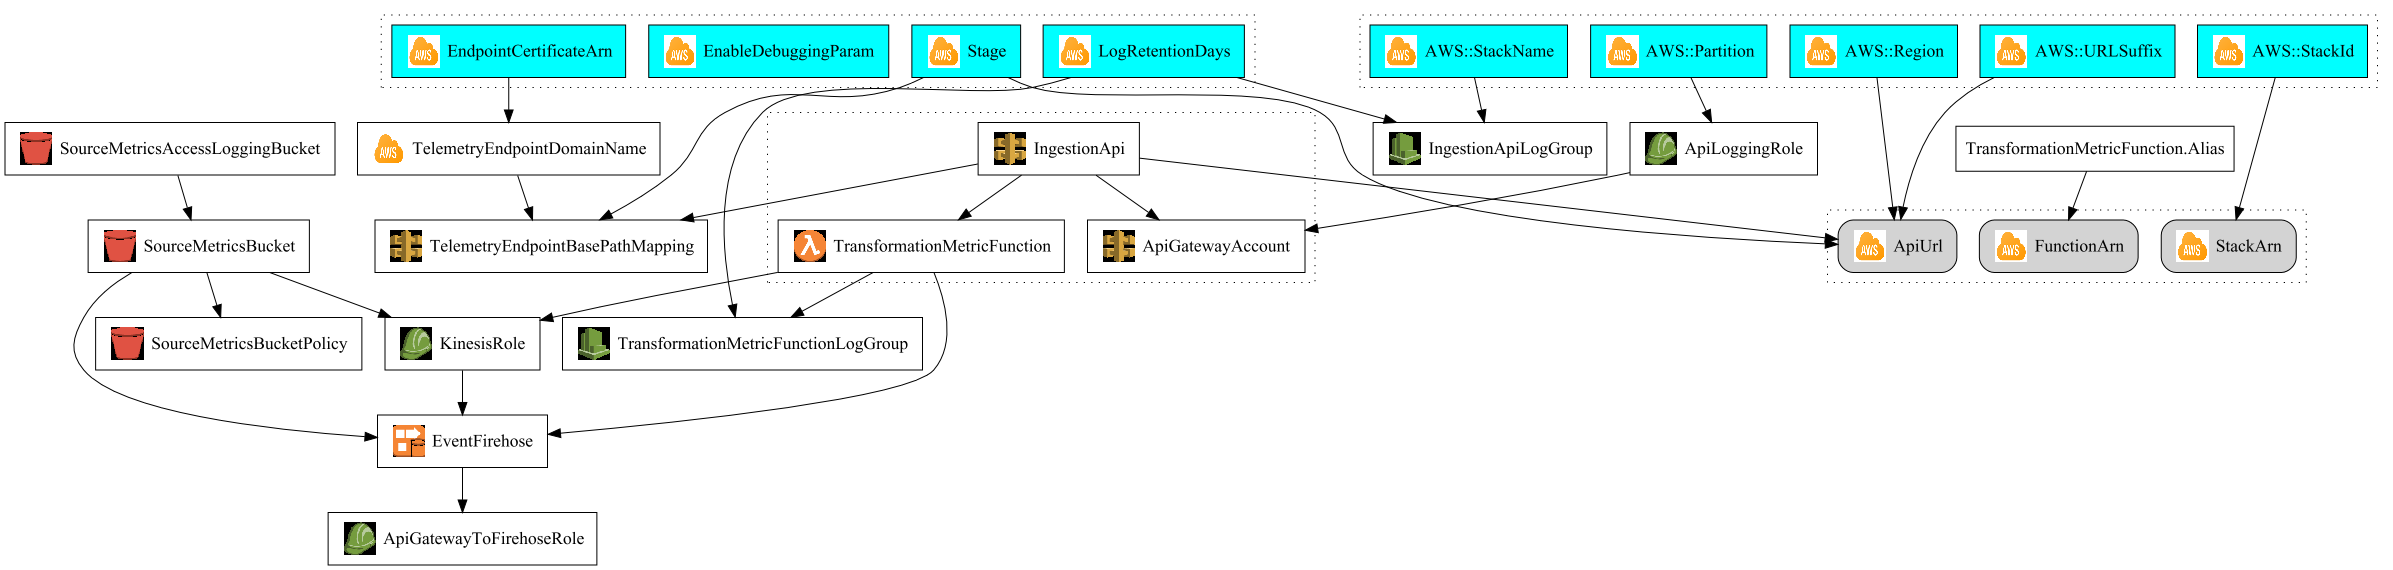 EndpointCertificateArn
EnableDebuggingParam
Stage
LogRetentionDays
AWS::StackName
AWS::Partition
AWS::Region
AWS::URLSuffix
AWS::StackId
SourceMetricsAccessLoggingBucket
TelemetryEndpointDomainName
IngestionApi
IngestionApiLogGroup
ApiLoggingRole
TransformationMetricFunction.Alias
SourceMetricsBucket
TelemetryEndpointBasePathMapping
TransformationMetricFunction
ApiGatewayAccount
ApiUrl
FunctionArn
StackArn
SourceMetricsBucketPolicy
KinesisRole
TransformationMetricFunctionLogGroup
EventFirehose
ApiGatewayToFirehoseRole
AWS
AWS
AWS
AWS
AWS
AWS
AWS
AWS
AWS
AWS
AWS
AWS
AWS